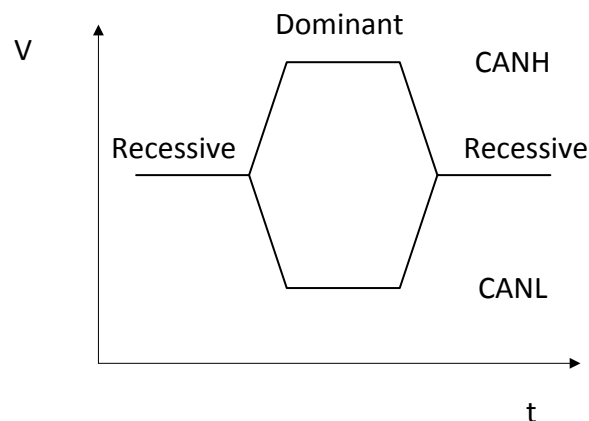 Dominant
V
CANH
Recessive
Recessive
CANL
t